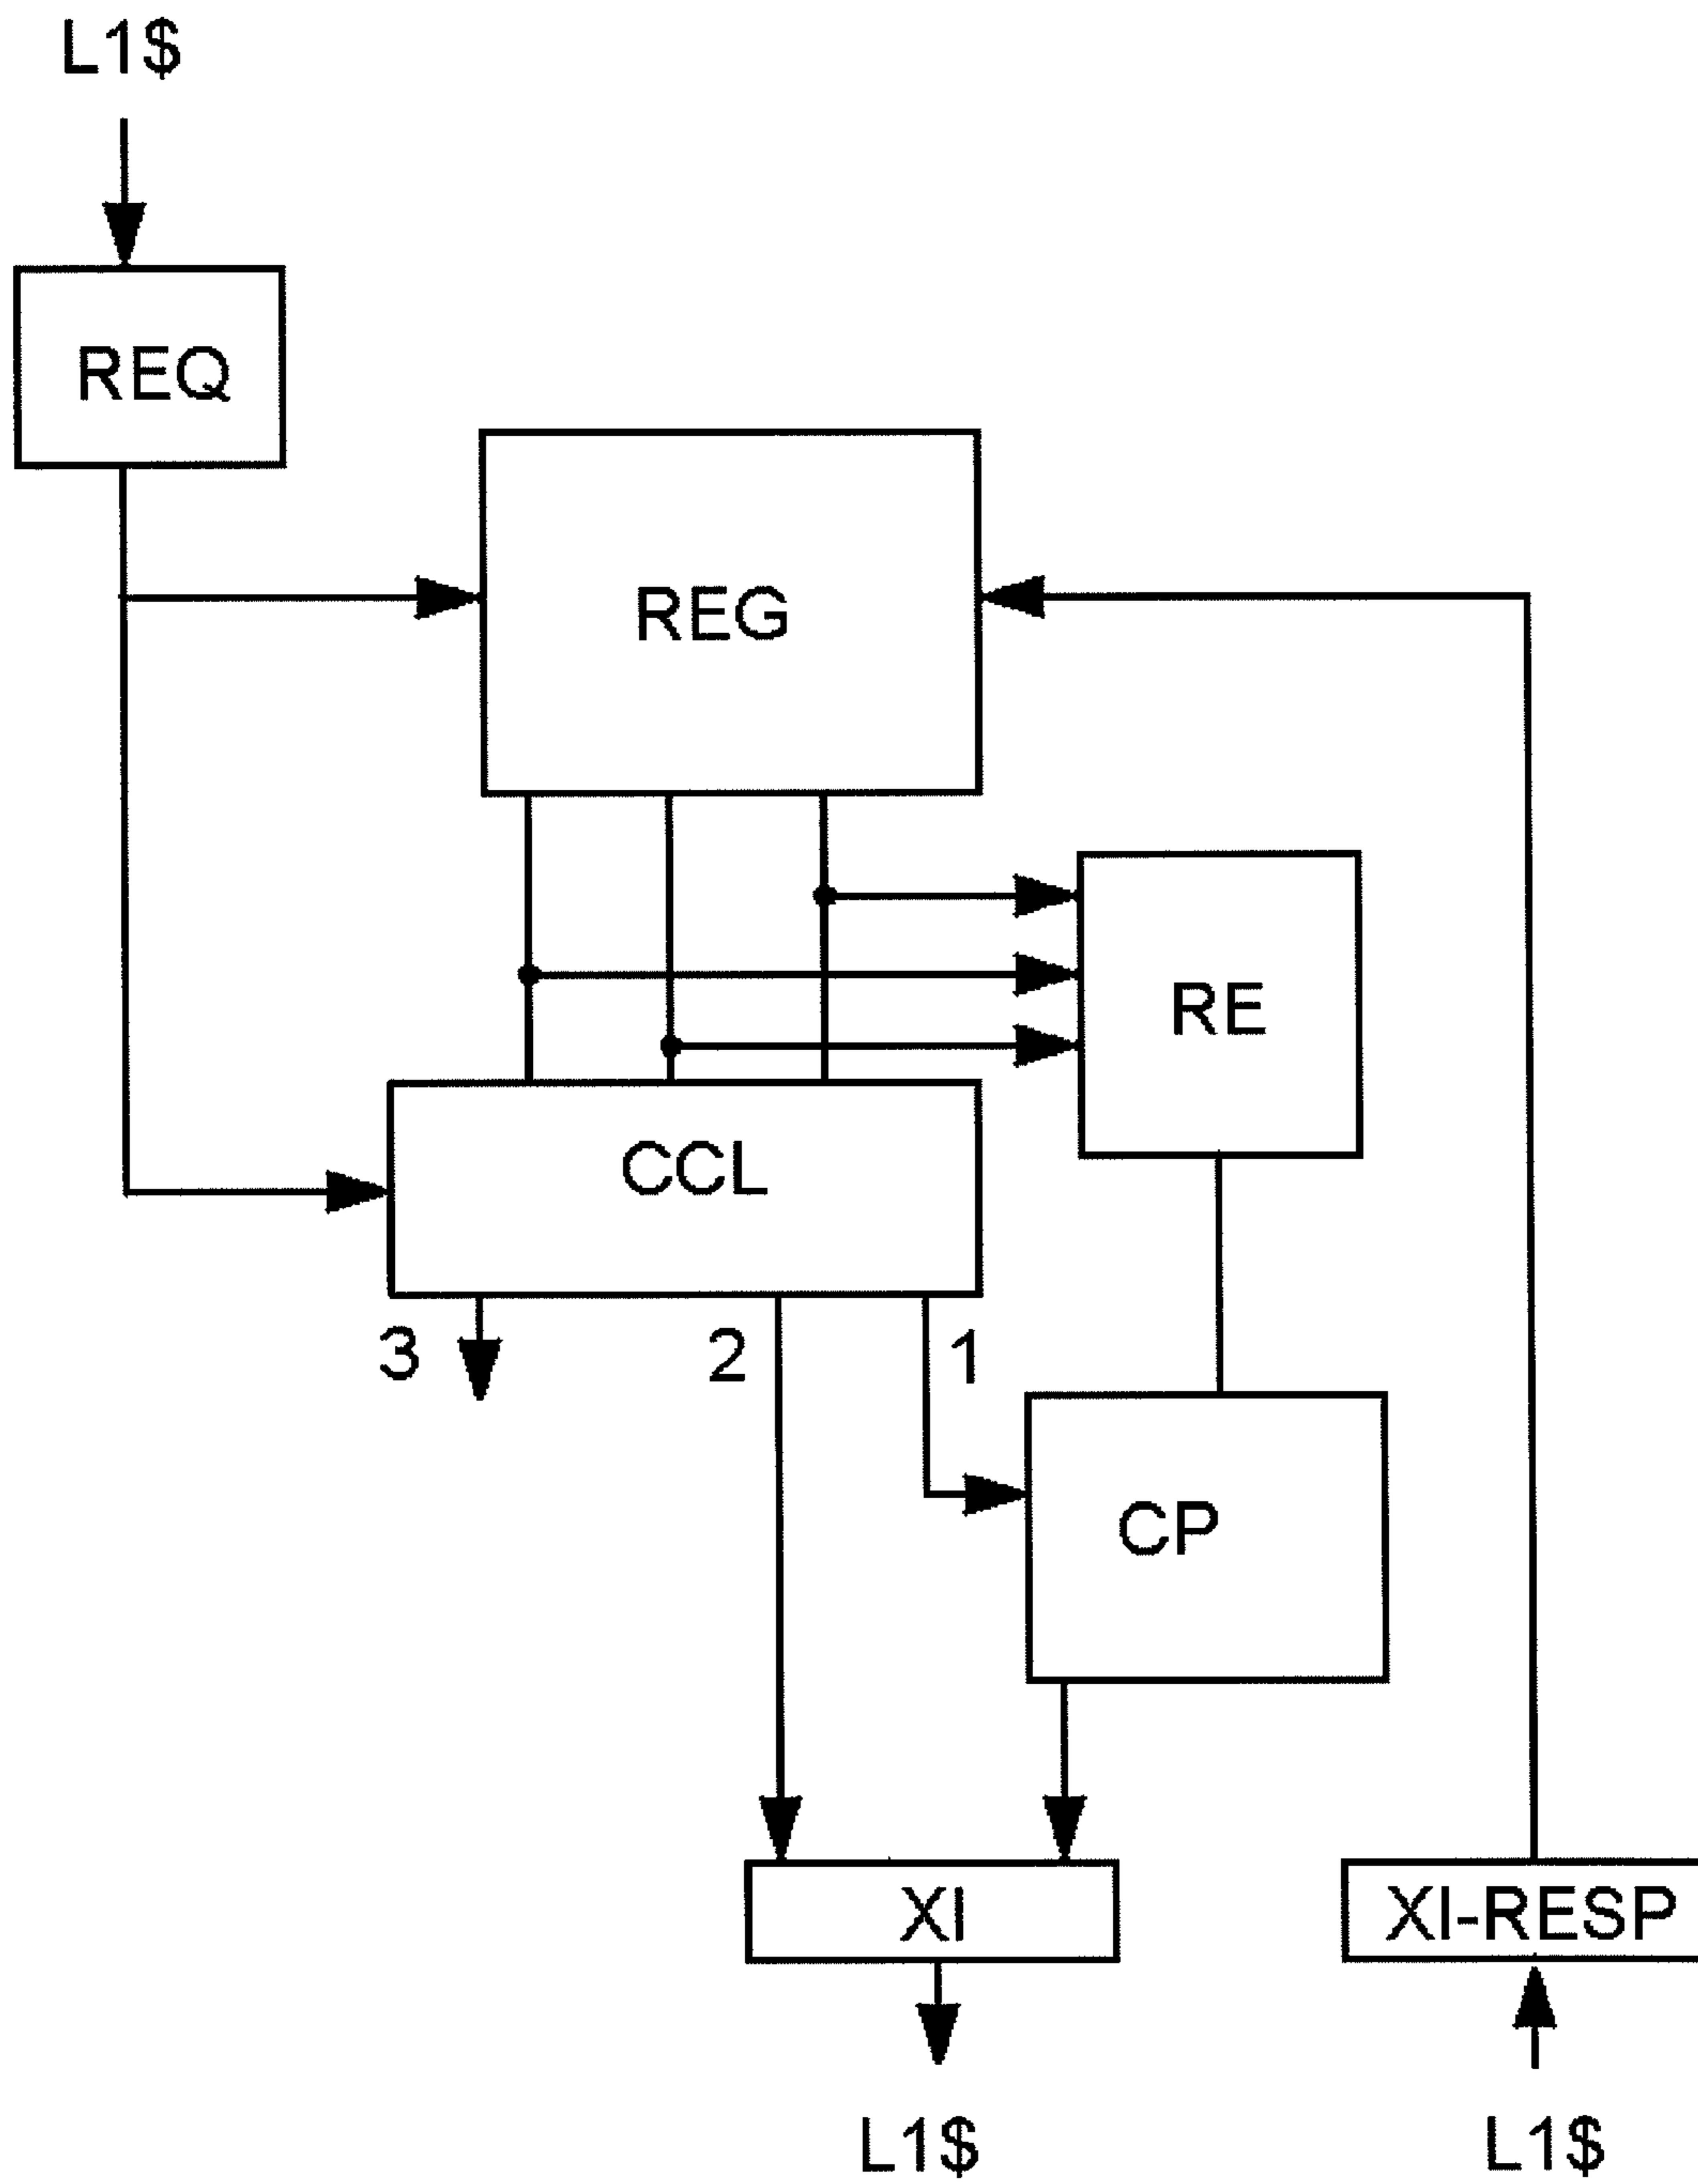 L1$
REQ
REG
RE
CCL
3
2
1
CP
XI
XI-RESP
L1$
L1$